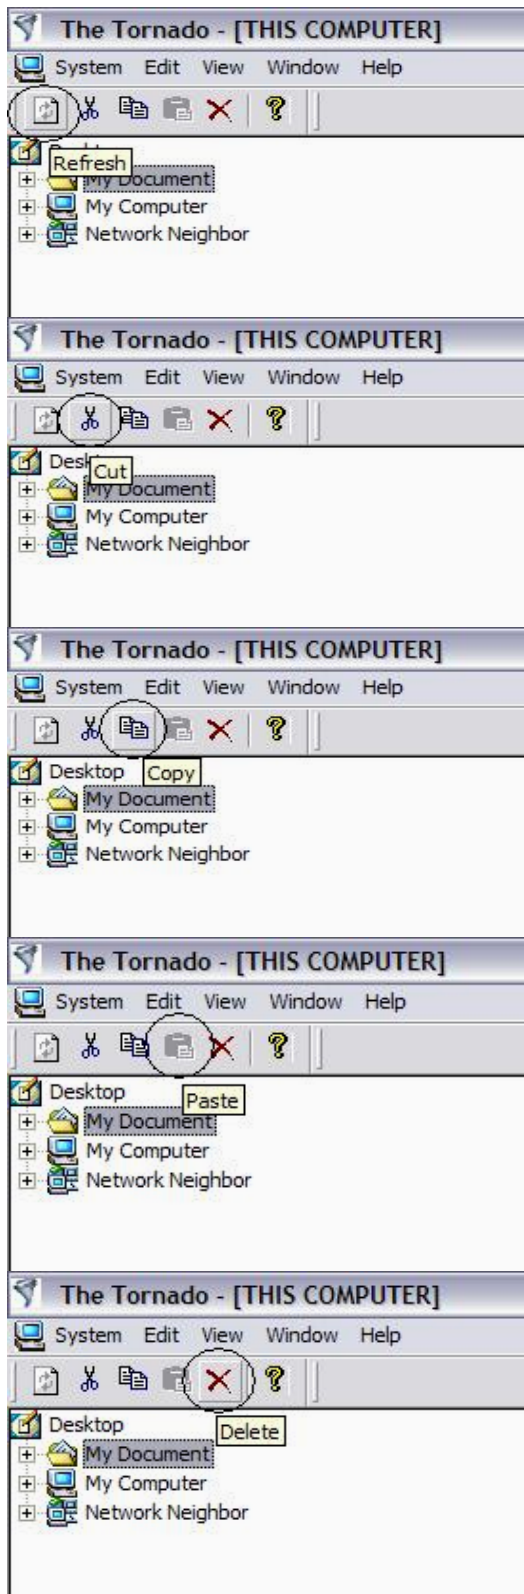 The Tornado - [THIS COMPUTER]
System Edit View Window Help
Refresh
My Document
My Computer
Network Neighbor
The Tornado - [THIS COMPUTER]
System Edit View Window Help
Desk
Cut
My Document
My Computer
Network Neighbor
The Tornado - [THIS COMPUTER]
System Edit View Window Help
Desktop Copy
My Document
My Computer
Network Neighbor
The Tornado - [THIS COMPUTER]
System Edit View Window Help
Desktop
Paste
My Document
My Computer
Network Neighbor
The Tornado - [THIS COMPUTER]
System Edit View Window Help
Desktop
Delete
My Document
My Computer
Network Neighbor